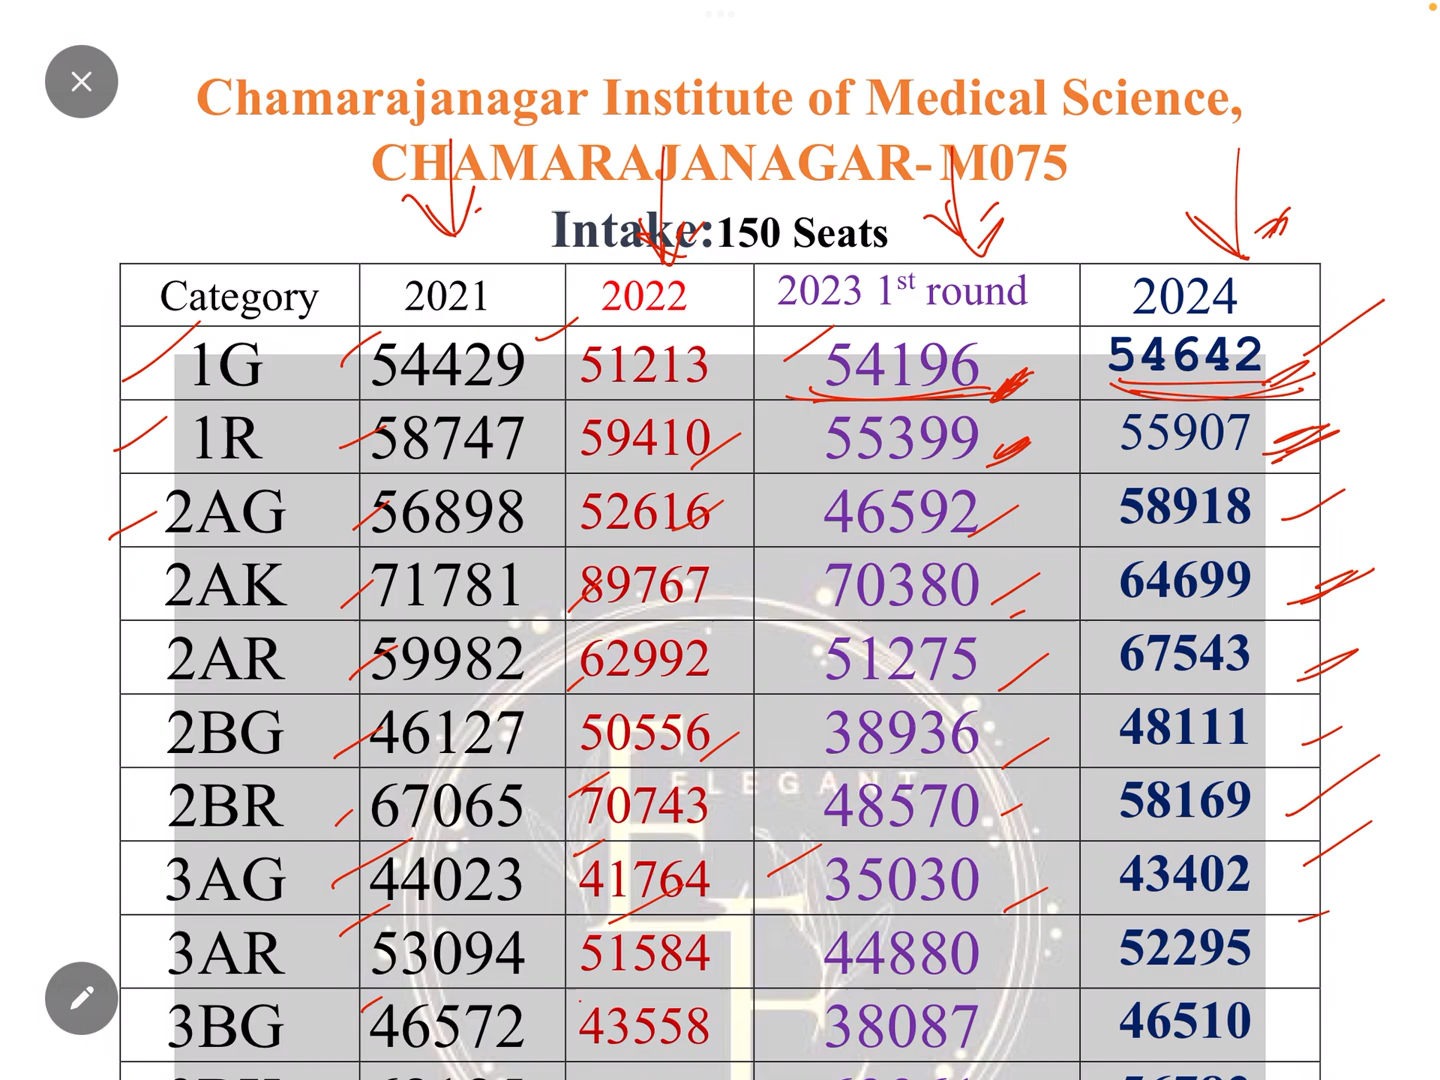 Chamarajanagar Institute of Medical Science,
CHAMARAJANAGAR- M075
Intake:150 Seats
Category 2021 2022 2023 1st round 2024
1G 54429 51213 54196 54642
1R 58747 59410 55399 55907
2AG 56898 52616 46592 58918
2AK 71781 89767 70380 64699
2AR 59982 62992 51275 67543
2BG 46127 50556 38936 48111
ELEGANT
2BR 67065 70743 48570 58169
3AG 44023 41764 35030 43402
3AR 53094 51584 44880 52295
3BG 46572 43558 38087 46510